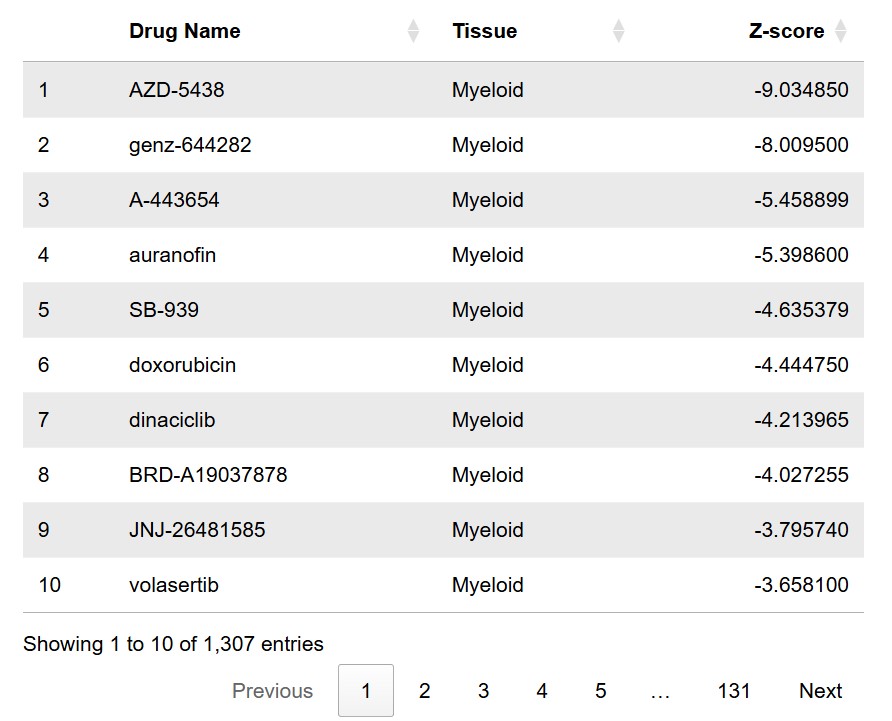 Drug Name Tissue Z-score
1 AZD-5438 Myeloid -9.034850
2 genz-644282 Myeloid -8.009500
3 A-443654 Myeloid -5.458899
4 auranofin Myeloid -5.398600
5 SB-939 Myeloid -4.635379
6 doxorubicin Myeloid -4.444750
7 dinaciclib Myeloid -4.213965
8 BRD-A19037878 Myeloid -4.027255
9 JNJ-26481585 Myeloid -3.795740
10 volasertib Myeloid -3.658100
Showing 1 to 10 of 1,307 entries
Previous 1 2 3 4 5 … 131 Next